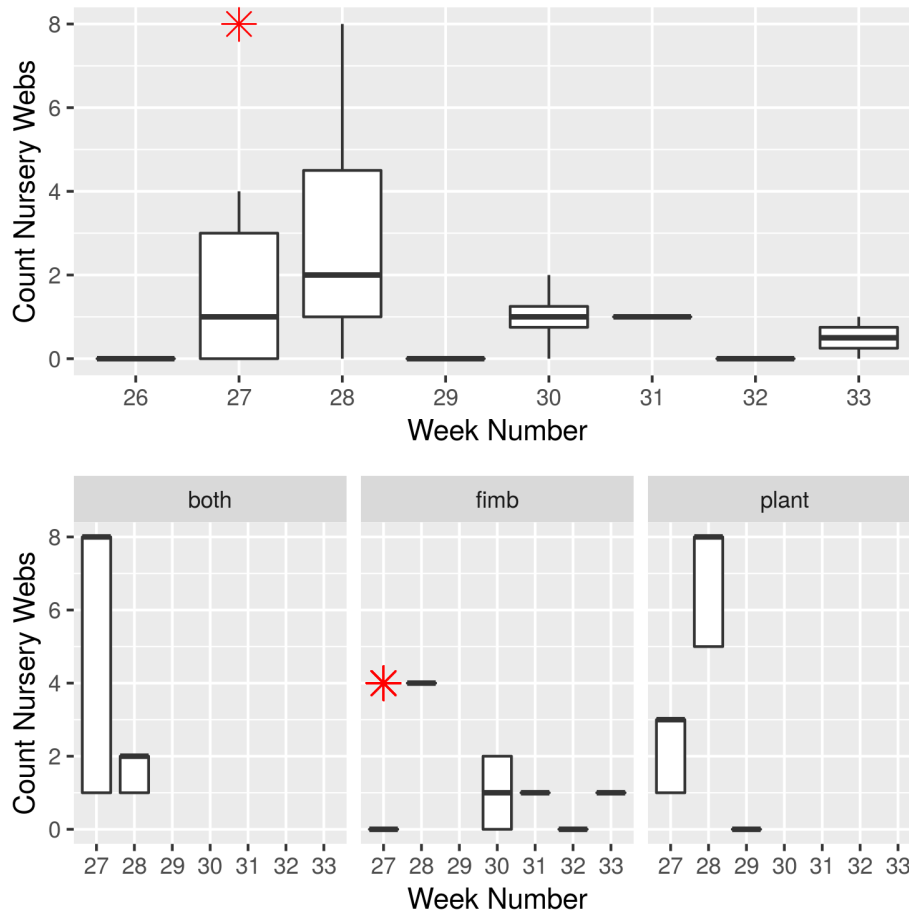 Count Nursery Webs
8
6
4
2
0
26 27 28 29 30 31 32 33
Week Number
both fimb plant
Count Nursery Webs
8
6
4
2
0
27 28 29 30 31 32 33 27 28 29 30 31 32 33 27 28 29 30 31 32 33
Week Number